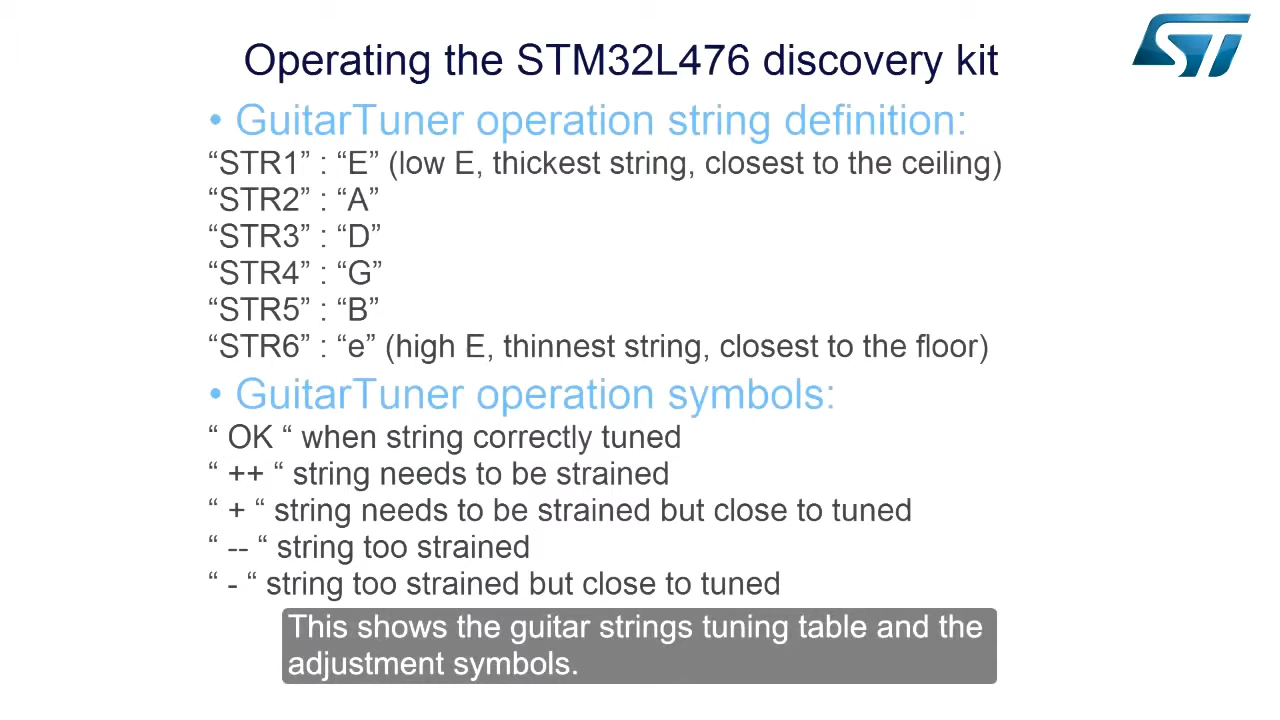 Operating the STM32L476 discovery kit
ST
• GuitarTuner operation string definition:
“STR1” : “E” (low E, thickest string, closest to the ceiling)
“STR2” : “A”
“STR3” : “D”
“STR4” : “G”
“STR5” : “B”
“STR6” : “e” (high E, thinnest string, closest to the floor)
• GuitarTuner operation symbols:
“ OK “ when string correctly tuned
“ ++ “ string needs to be strained
“ + “ string needs to be strained but close to tuned
“ -- “ string too strained
“ - “ string too strained but close to tuned
This shows the guitar strings tuning table and the
adjustment symbols.